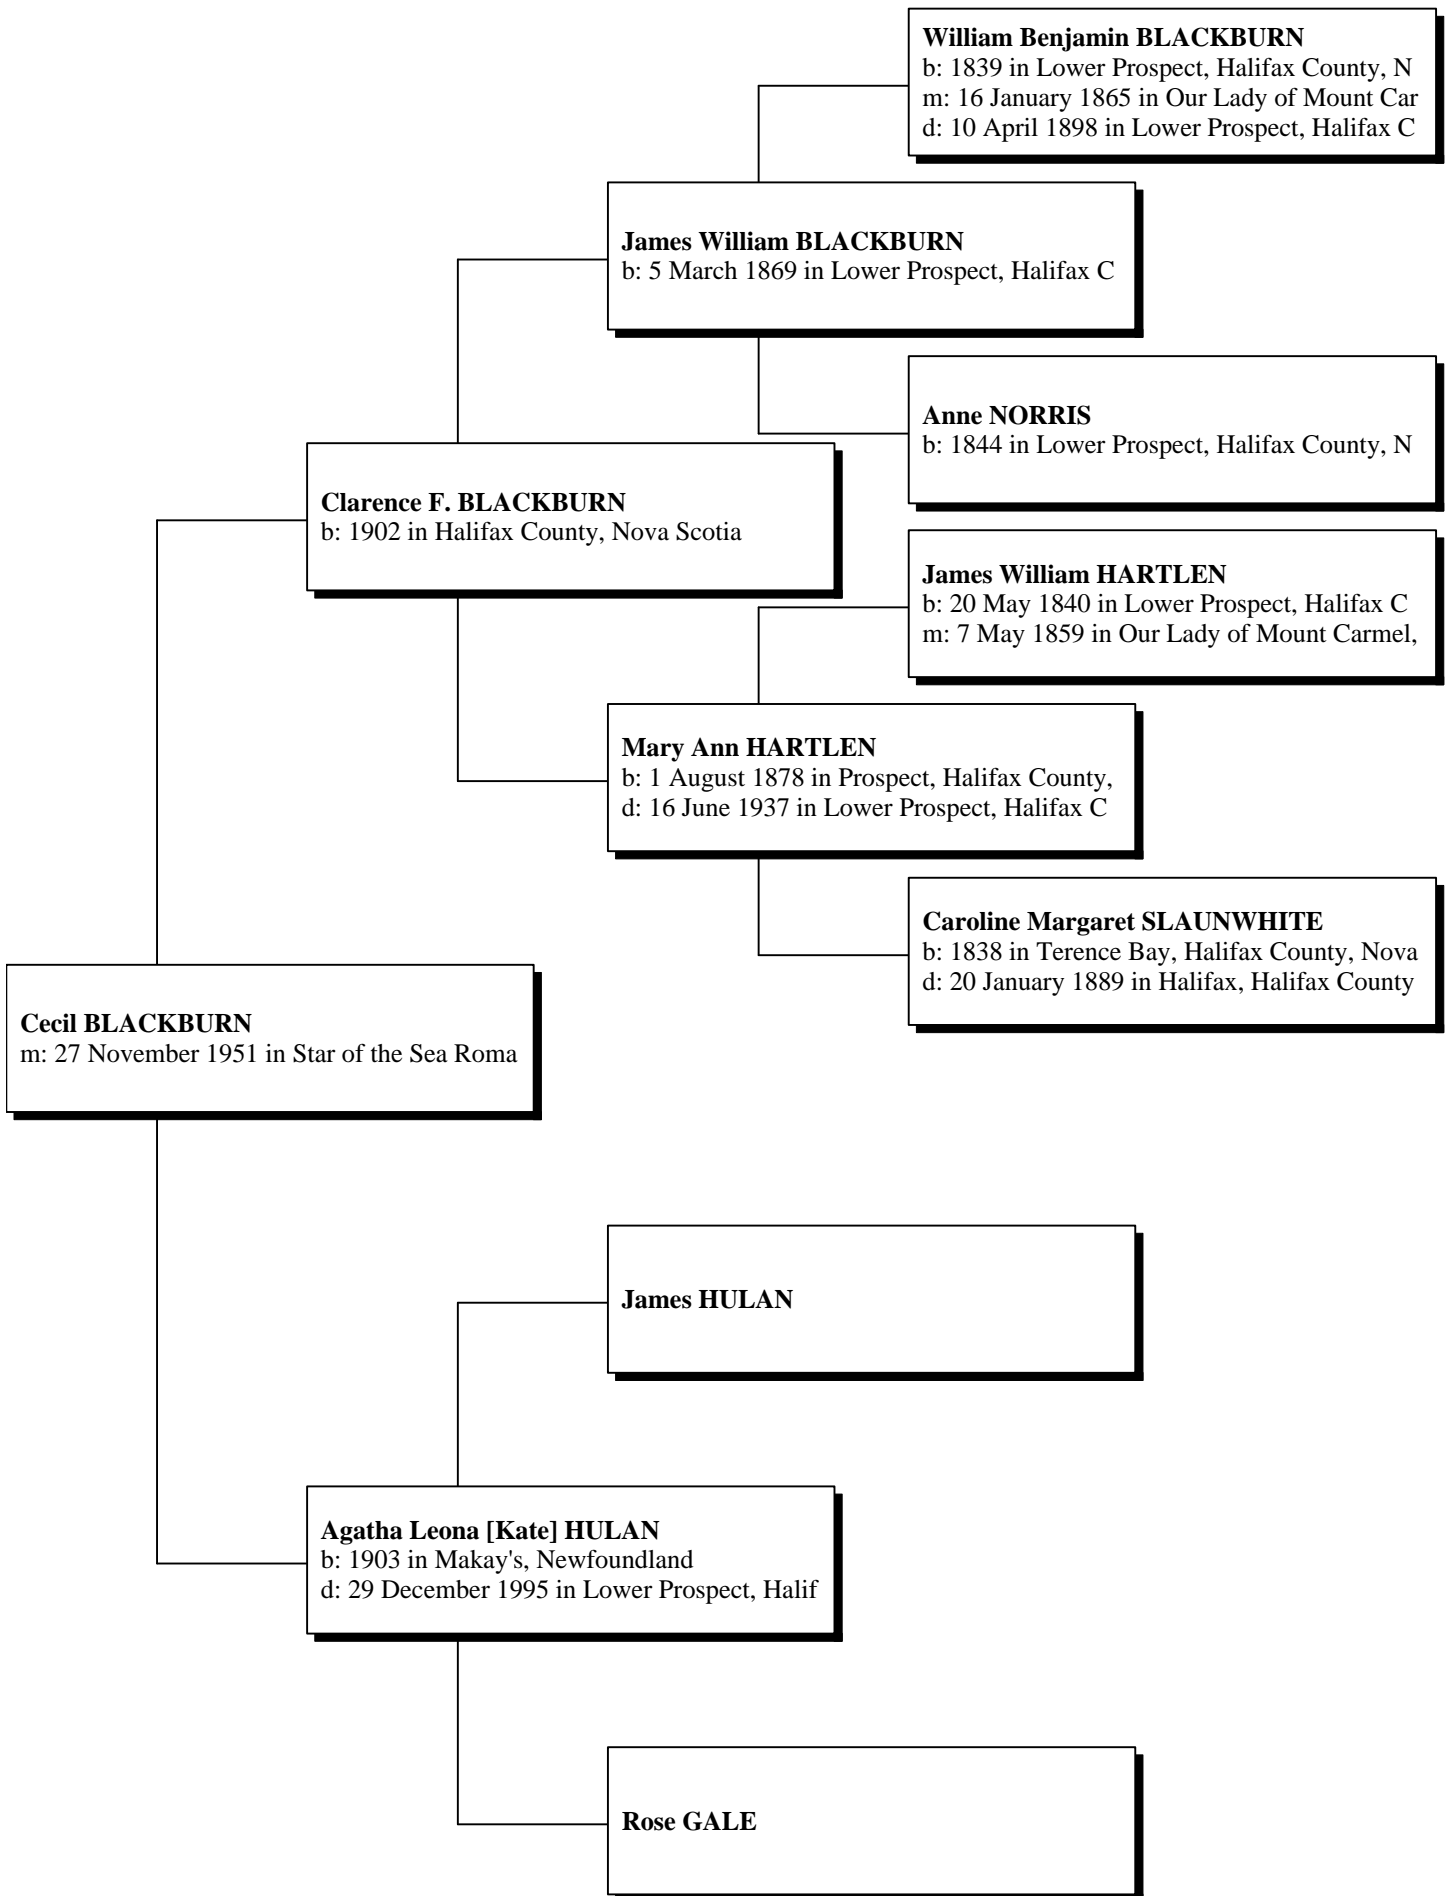 William Benjamin BLACKBURN
b: 1839 in Lower Prospect, Halifax County, N
m: 16 January 1865 in Our Lady of Mount Car
d: 10 April 1898 in Lower Prospect, Halifax C
James William BLACKBURN
b: 5 March 1869 in Lower Prospect, Halifax C
Anne NORRIS
b: 1844 in Lower Prospect, Halifax County, N
Clarence F. BLACKBURN
b: 1902 in Halifax County, Nova Scotia
James William HARTLEN
b: 20 May 1840 in Lower Prospect, Halifax C
m: 7 May 1859 in Our Lady of Mount Carmel,
Mary Ann HARTLEN
b: 1 August 1878 in Prospect, Halifax County,
d: 16 June 1937 in Lower Prospect, Halifax C
Caroline Margaret SLAUNWHITE
b: 1838 in Terence Bay, Halifax County, Nova
d: 20 January 1889 in Halifax, Halifax County
Cecil BLACKBURN
m: 27 November 1951 in Star of the Sea Roma
James HULAN
Agatha Leona [Kate] HULAN
b: 1903 in Makay's, Newfoundland
d: 29 December 1995 in Lower Prospect, Halif
Rose GALE